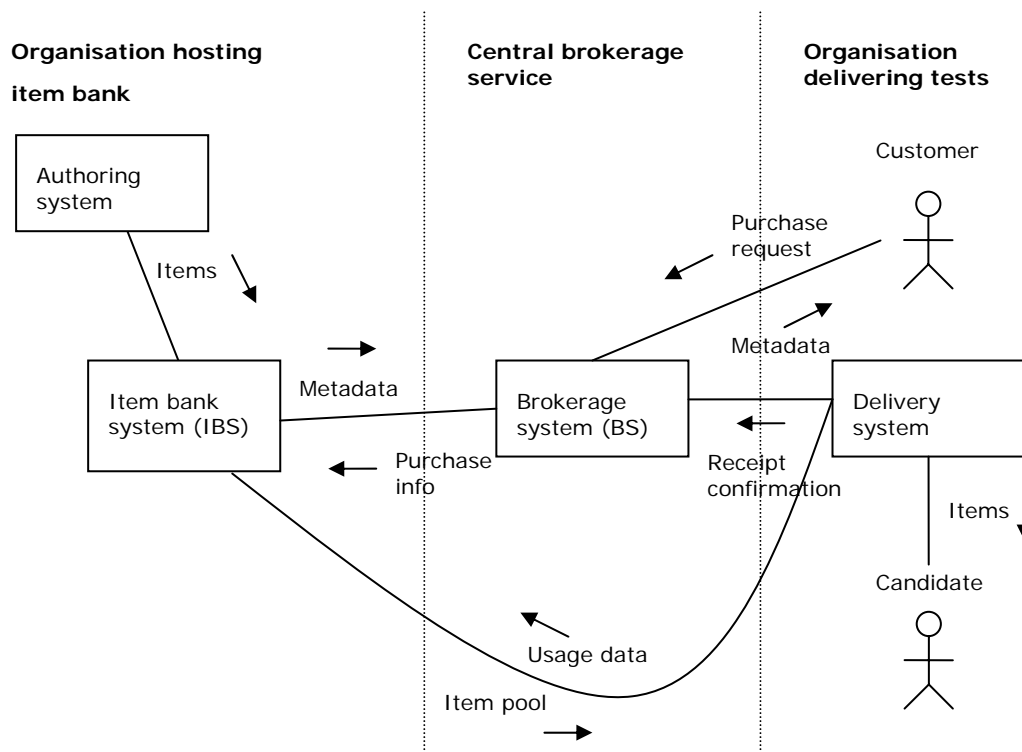 Organisation hosting
item bank
Central brokerage
service
Organisation
delivering tests
Authoring
system
Customer
Purchase
request
Items
Metadata
Metadata
Item bank
system (IBS)
Brokerage
system (BS)
Delivery
system
Purchase
info
Receipt
confirmation
Items
Candidate
Usage data
Item pool